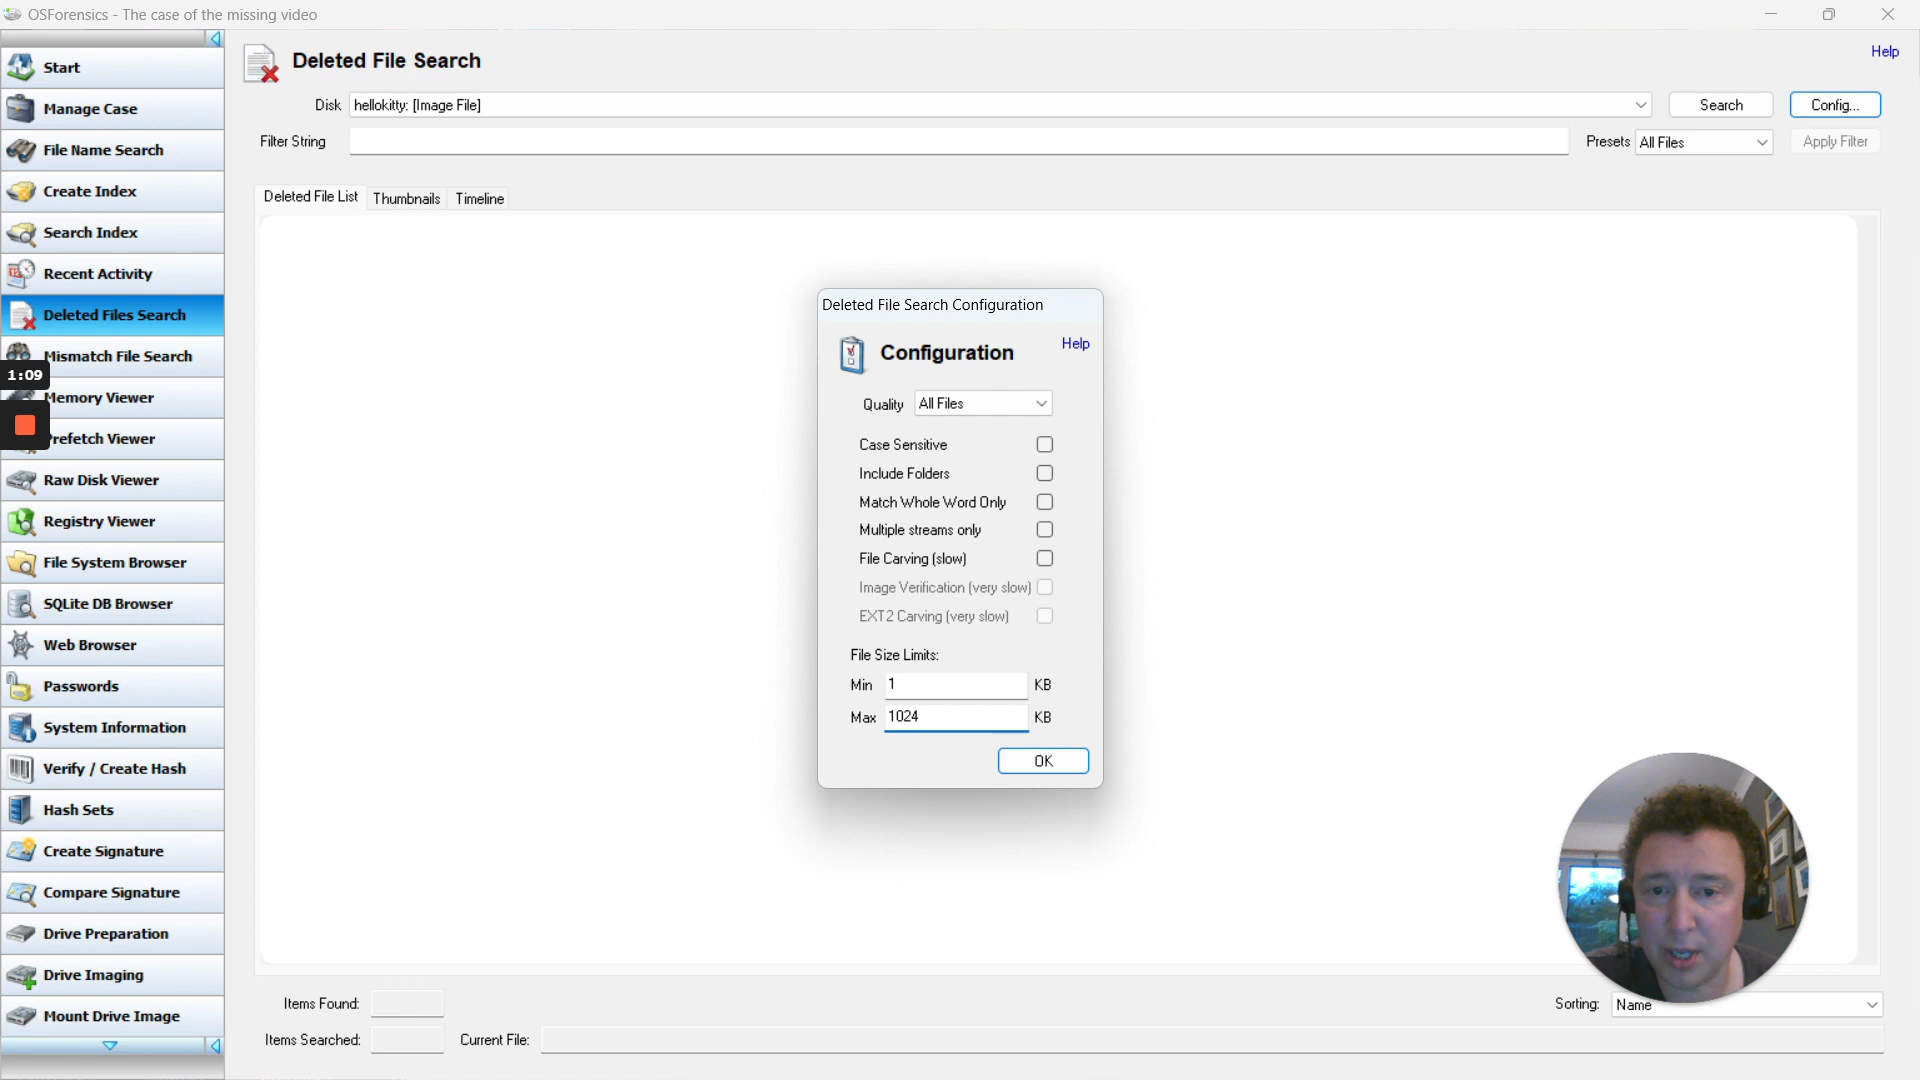 OSForensics - The case of the missing video
Start
Manage Case
File Name Search
Create Index
Search Index
Recent Activity
Deleted Files Search
Mismatch File Search
1:09
Memory Viewer
Prefetch Viewer
Raw Disk Viewer
Registry Viewer
File System Browser
SQLite DB Browser
Web Browser
Passwords
System Information
Verify / Create Hash
Hash Sets
Create Signature
Compare Signature
Drive Preparation
Drive Imaging
Mount Drive Image
Deleted File Search
Help
Disk hellokitty: [Image File] Search Config...
Filter String Presets All Files Apply Filter
Deleted File List Thumbnails Timeline
Deleted File Search Configuration
Configuration Help
Quality All Files
Case Sensitive
Include Folders
Match Whole Word Only
Multiple streams only
File Carving (slow)
Image Verification (very slow)
EXT2 Carving (very slow)
File Size Limits:
Min 1 KB
Max 1024 KB
OK
Items Found: Sorting: Name
Items Searched: Current File: